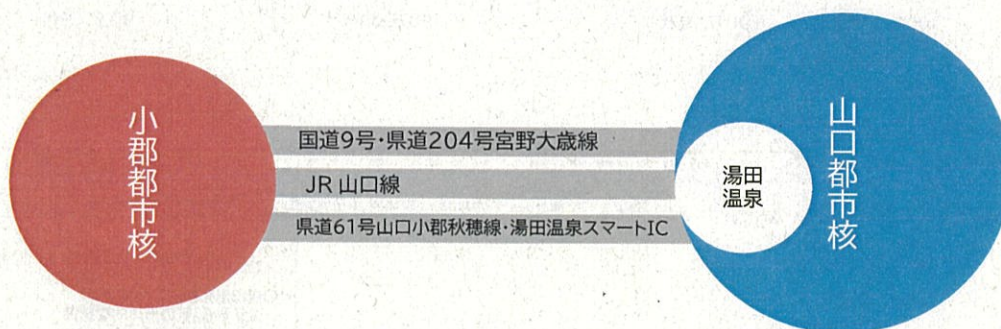 小郡都市核
国道9号・県道204号宮野大歳線
JR 山口線
県道61号山口小郡秋穂線・湯田温泉スマートIC
湯田
温泉
山口都市核